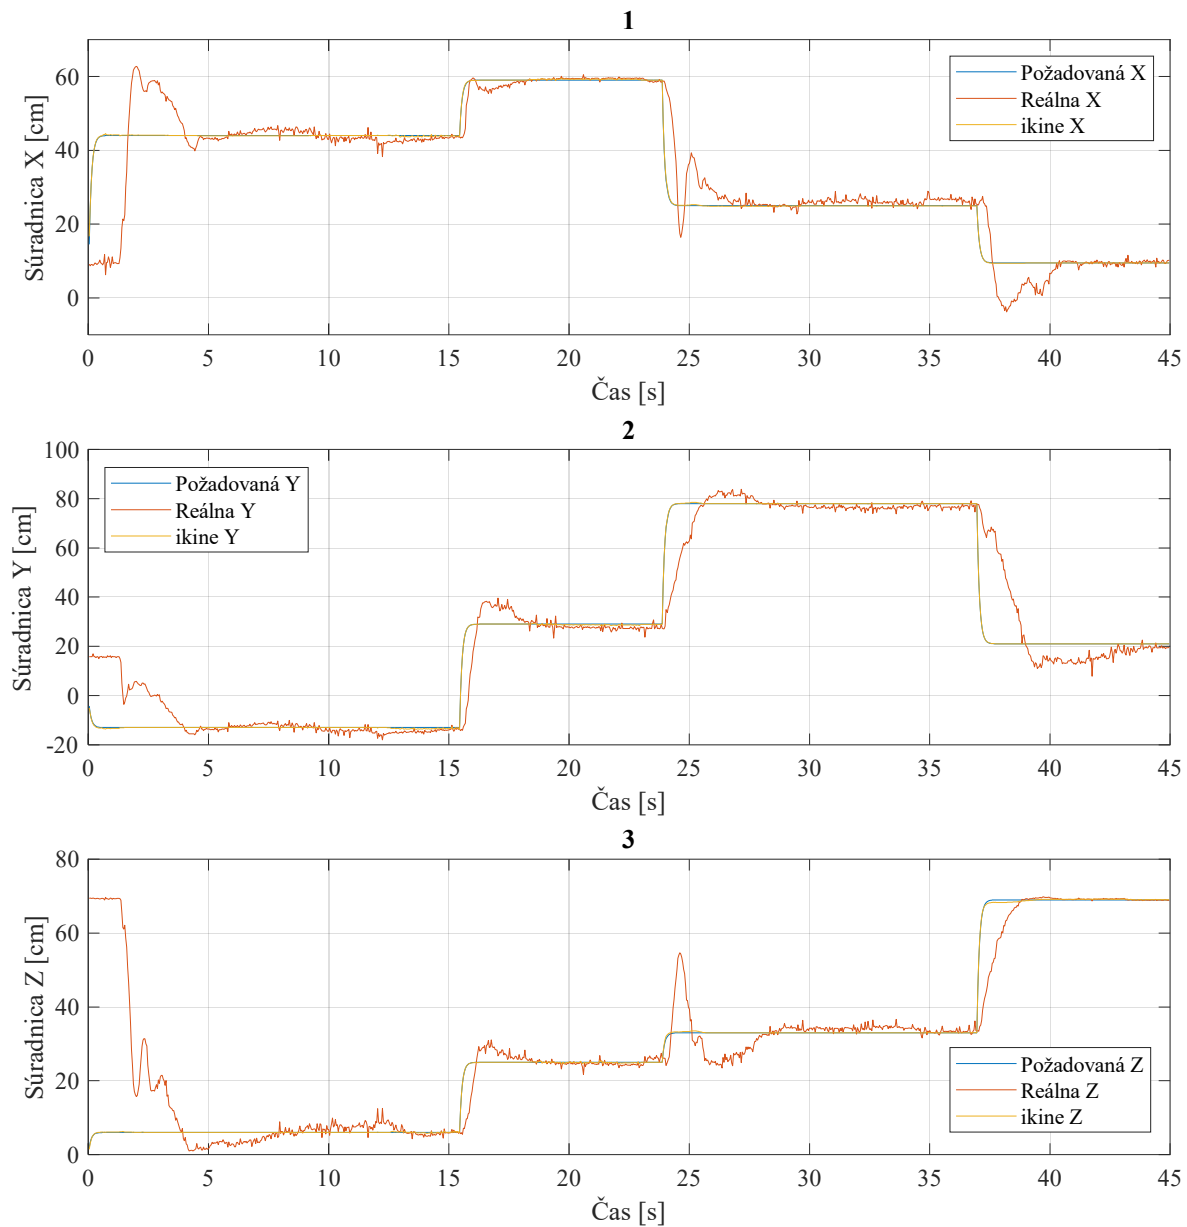 1
Súradnica X [cm]
60
40
20
0
Požadovaná X
Reálna X
ikine X
0 5 10 15 20 25 30 35 40 45
Čas [s]
2
Súradnica Y [cm]
100
80
60
40
20
0
-20
Požadovaná Y
Reálna Y
ikine Y
0 5 10 15 20 25 30 35 40 45
Čas [s]
3
Súradnica Z [cm]
80
60
40
20
0
Požadovaná Z
Reálna Z
ikine Z
0 5 10 15 20 25 30 35 40 45
Čas [s]